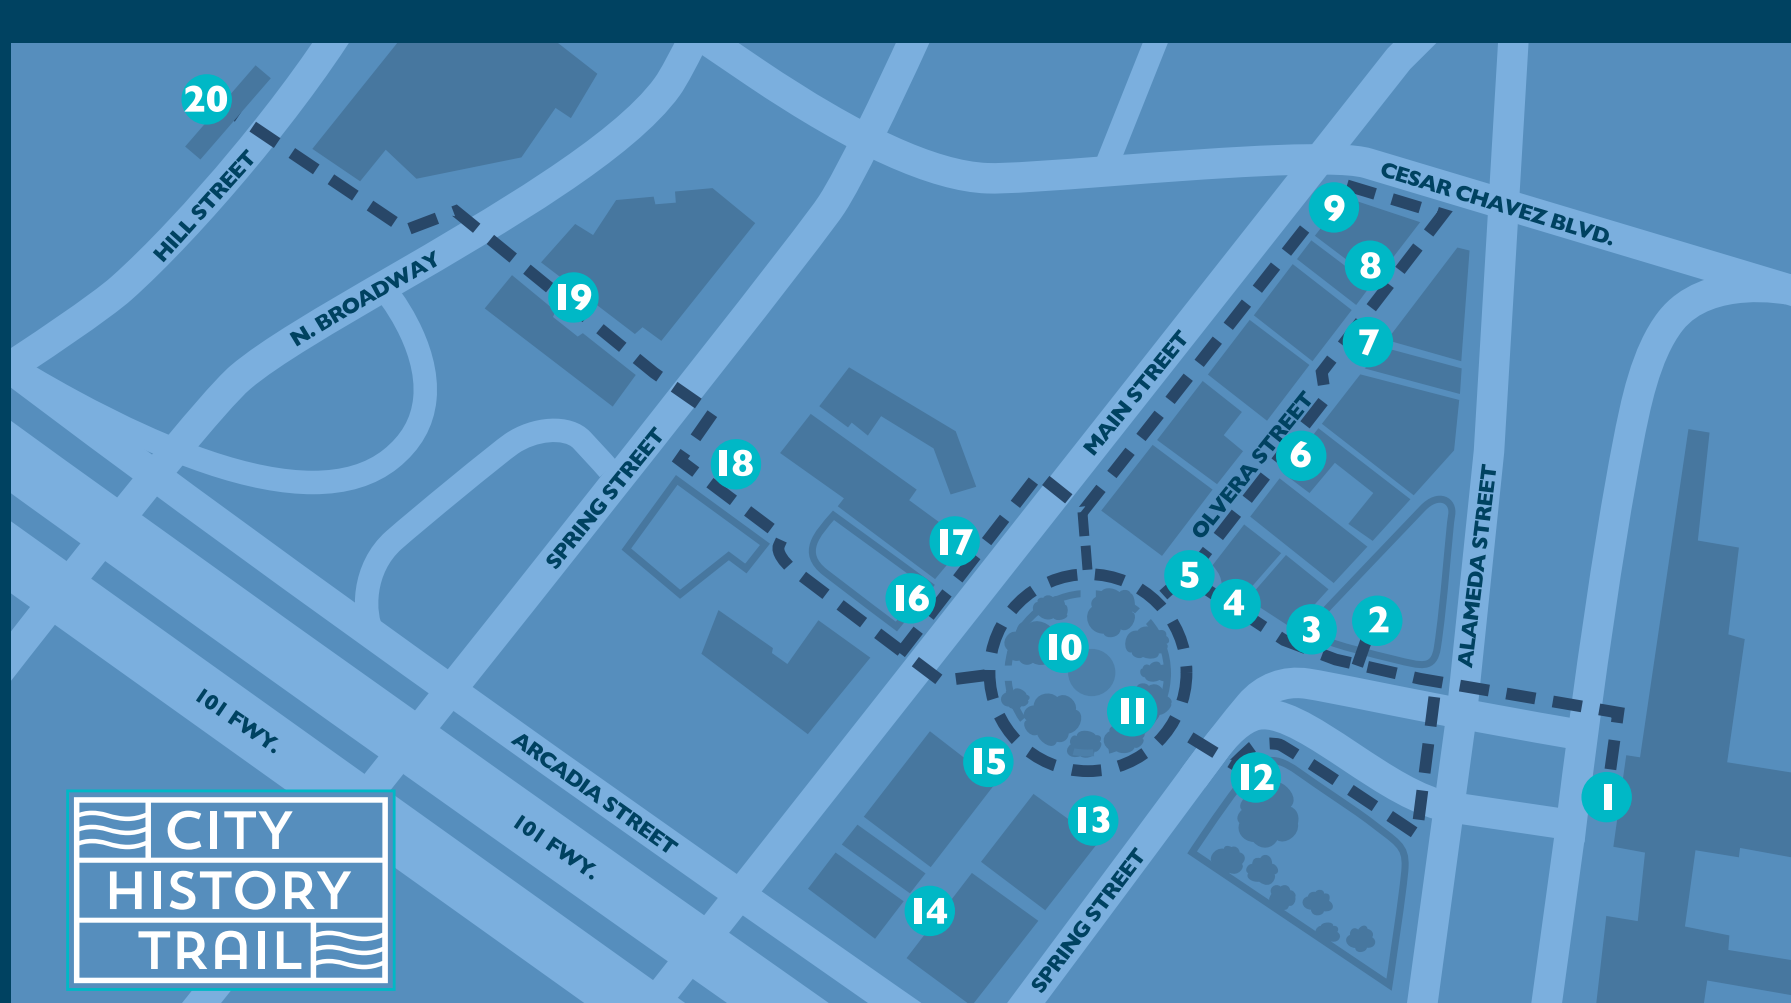 20
HILL STREET
N. BROADWAY
19
18
SPRING STREET
17
16
MAIN STREET
CESAR CHAVEZ BLVD.
9
8
7
OLVERA STREET
6
5
4
3
2
ALAMEDA STREET
10
11
1
12
15
13
14
SPRING STREET
101 FWY.
ARCADIA STREET
101 FWY.
CITY
HISTORY
TRAIL